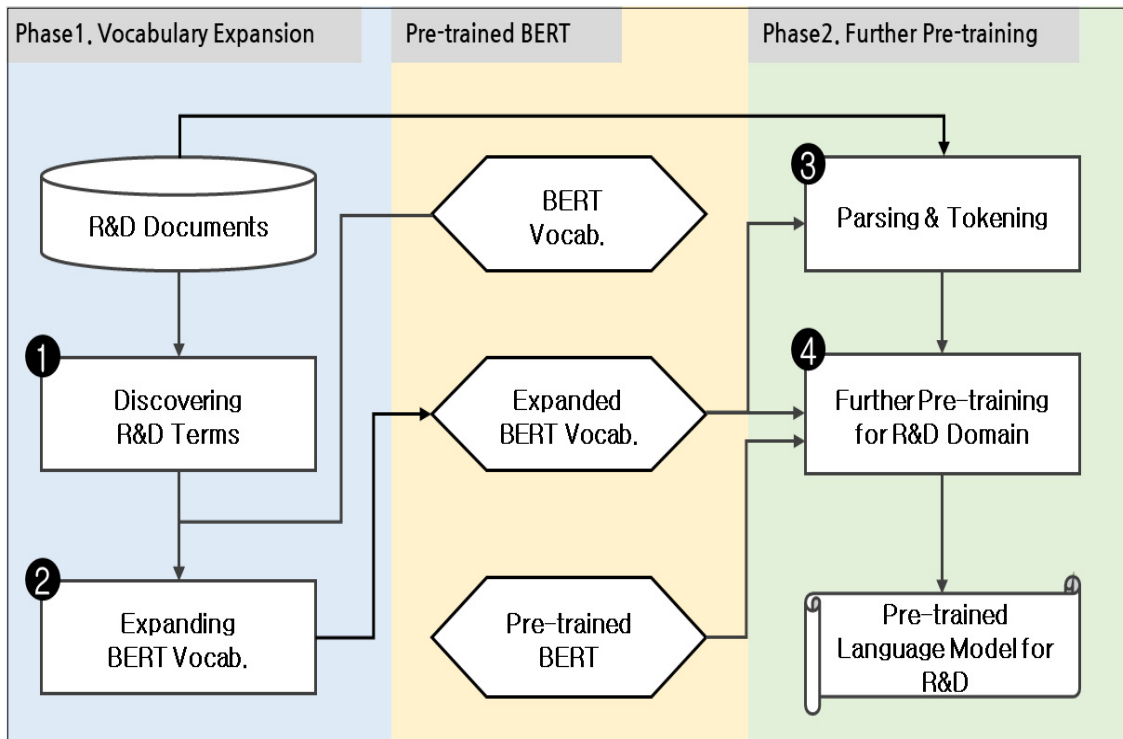 Phase1. Vocabulary Expansion
Pre-trained BERT
Phase2. Further Pre-training
R&D Documents
BERT
Vocab.
3
Parsing & Tokening
1
Discovering
R&D Terms
Expanded
BERT Vocab.
4
Further Pre-training
for R&D Domain
2
Expanding
BERT Vocab.
Pre-trained
BERT
Pre-trained
Language Model for
R&D